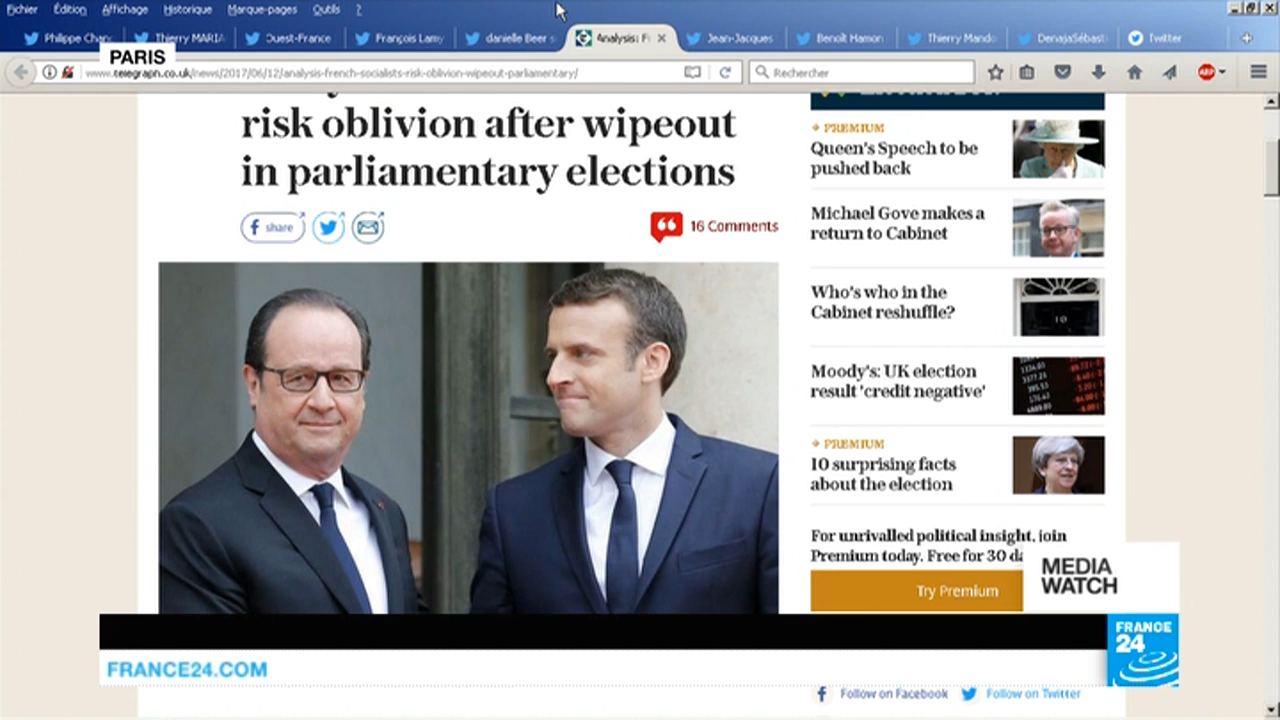 Fichier Édition Affichage Historique Marque-pages Outils ?
Philippe Chan Thierry MARIA Ouest-France François Lamy danielle Beer s Analysis: F Jean-Jacques Benoît Hamon Thierry Mando DenajaSébasti Twitter
PARIS
www.telegraph.co.uk/news/2017/06/12/analysis-french-socialists-risk-oblivion-wipeout-parliamentary/
Rechercher
ABP
risk oblivion after wipeout
in parliamentary elections
share
16 Comments
PREMIUM
Queen's Speech to be
pushed back
Michael Gove makes a
return to Cabinet
Who's who in the
Cabinet reshuffle?
10
Moody's: UK election
result 'credit negative'
PREMIUM
10 surprising facts
about the election
For unrivalled political insight, join
Premium today. Free for 30 da
Try Premium
MEDIA
WATCH
FRANCE
24
FRANCE24.COM
Follow on Facebook Follow on Twitter